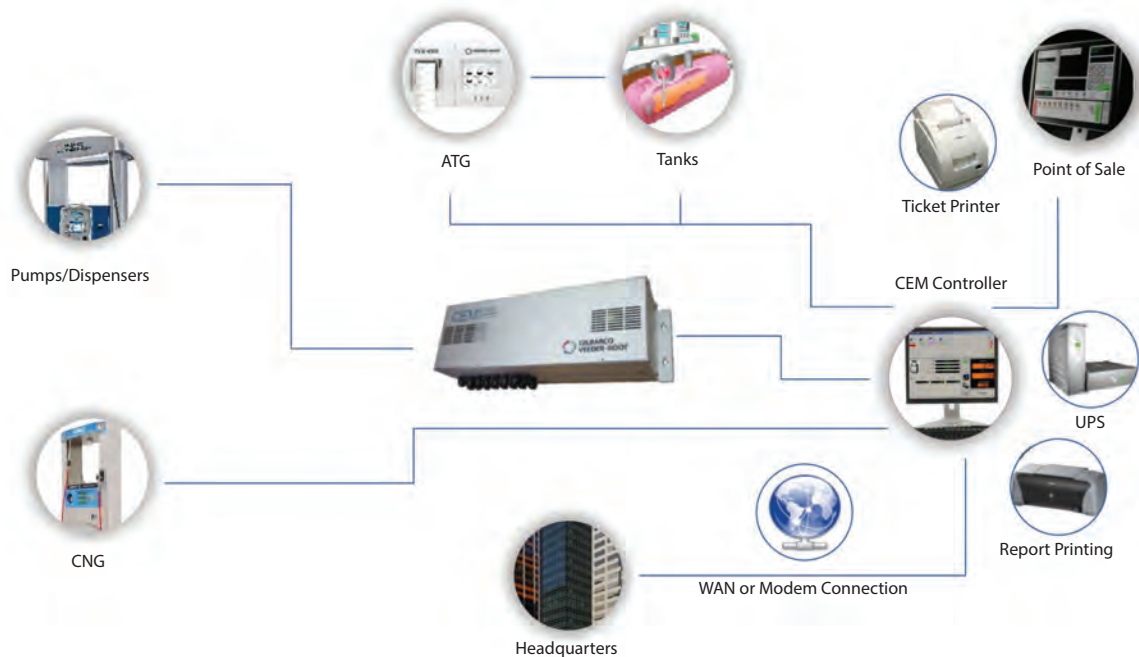 ATG
Tanks
Point of Sale
Ticket Printer
Pumps/Dispensers
CEM Controller
GILBARCO
VEEDER-ROOT
UPS
CNG
Report Printing
WAN or Modem Connection
Headquarters